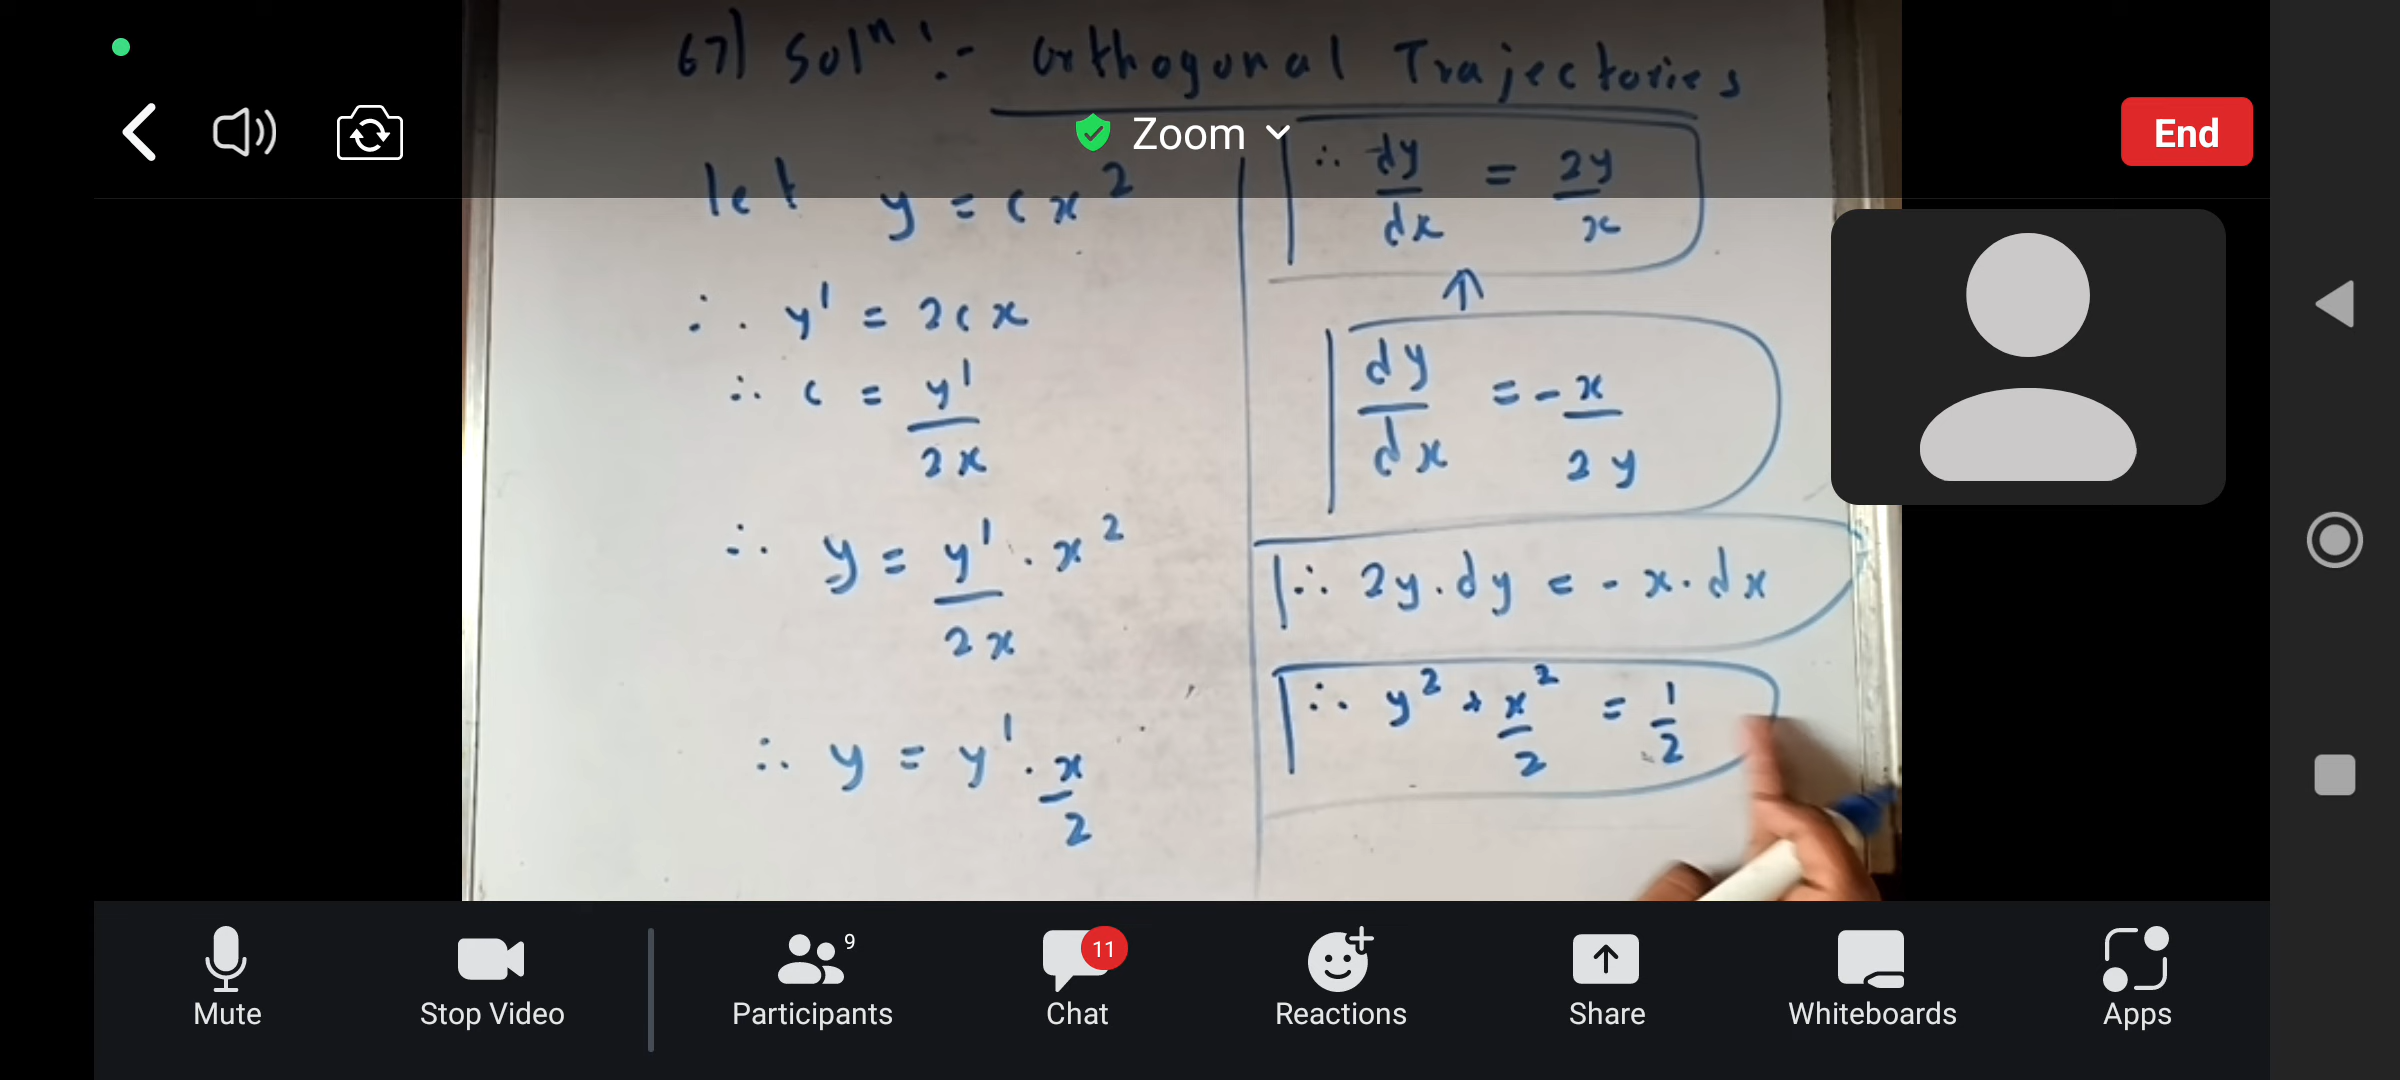 67) Solⁿ :- Orthogonal Trajectories
Zoom
End
let y = cx²
∴ y' = 2cx
∴ c = y'/2x
∴ y = y'/2x . x²
∴ y = y' . x/2
∴ dy/dx = 2y/x
↑
dy/dx = - x/2y
∴ 2y.dy = - x.dx
∴ y² + x²/2 = 1/2
Mute
Stop Video
Participants 9
Chat 11
Reactions
Share
Whiteboards
Apps